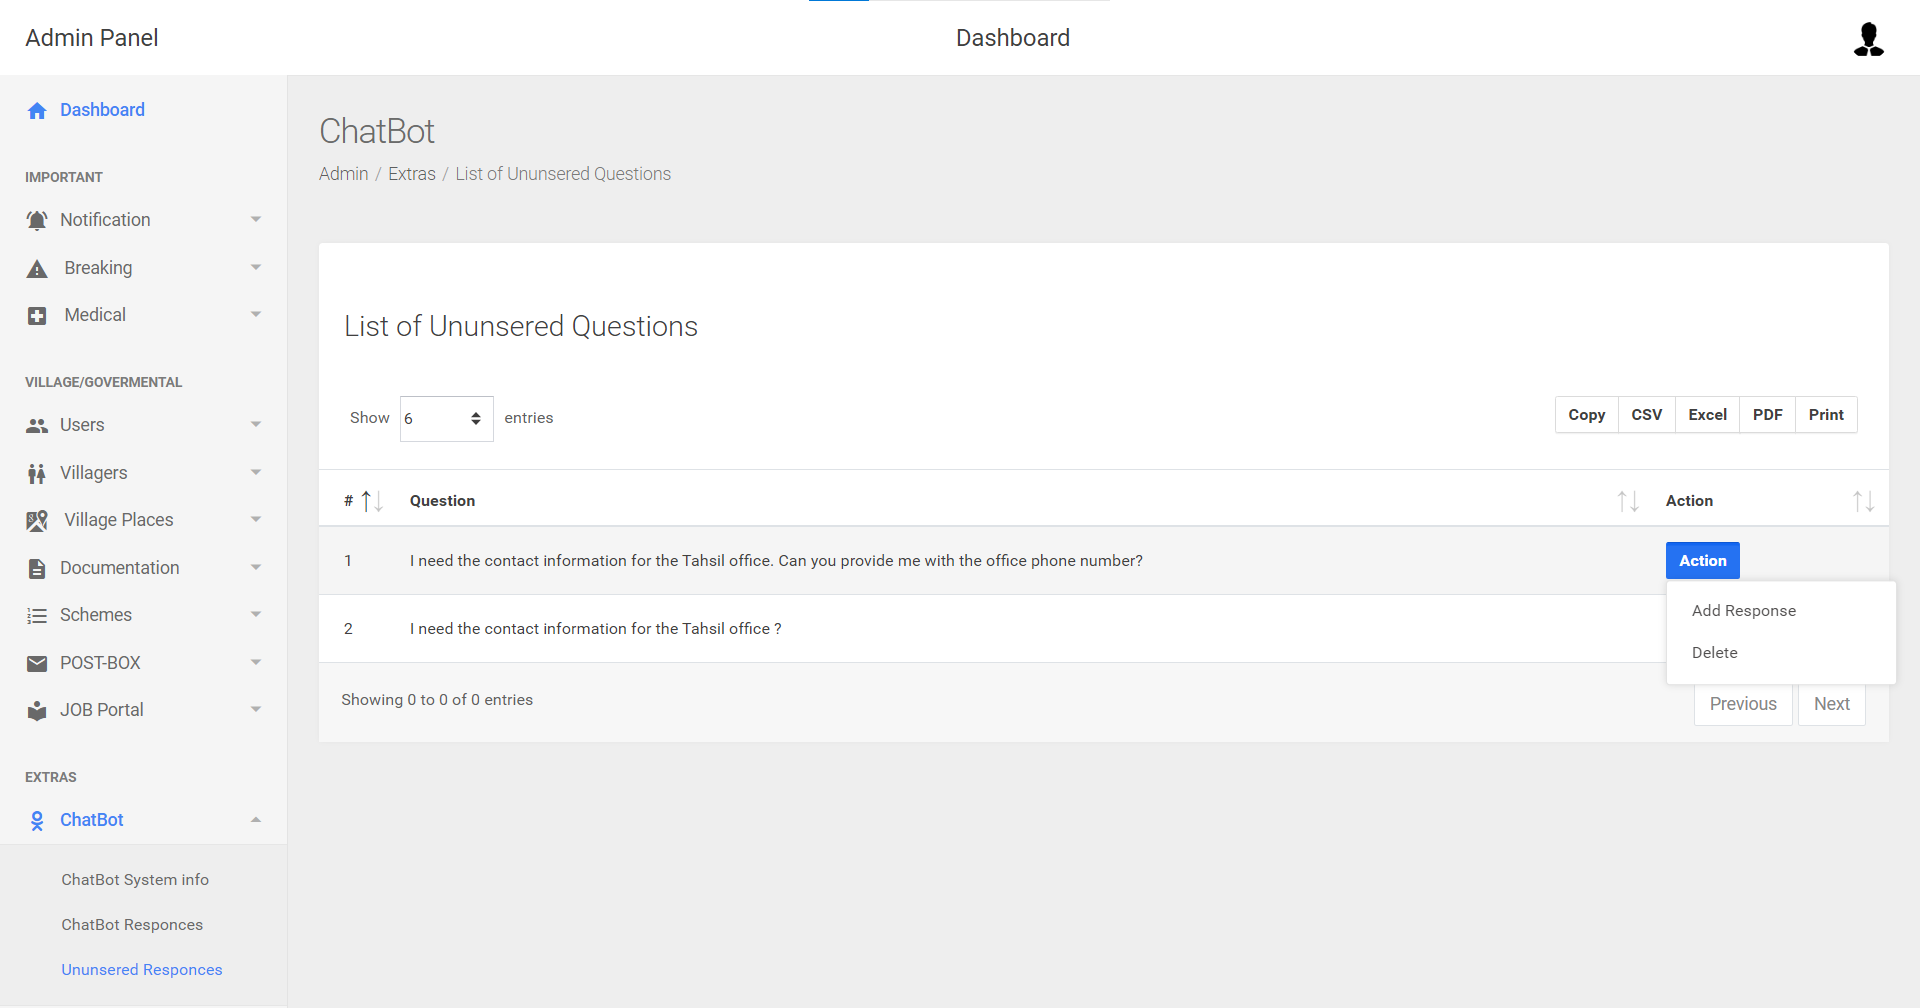 Admin Panel
Dashboard
Dashboard
IMPORTANT
Notification
Breaking
Medical
VILLAGE/GOVERMENTAL
Users
Villagers
Village Places
Documentation
Schemes
POST-BOX
JOB Portal
EXTRAS
ChatBot
ChatBot System info
ChatBot Responces
Ununsered Responces
ChatBot
Admin / Extras / List of Ununsered Questions
List of Ununsered Questions
Show 6 entries
Copy CSV Excel PDF Print
# Question Action
1 I need the contact information for the Tahsil office. Can you provide me with the office phone number? Action
Add Response
2 I need the contact information for the Tahsil office ?
Delete
Showing 0 to 0 of 0 entries
Previous Next